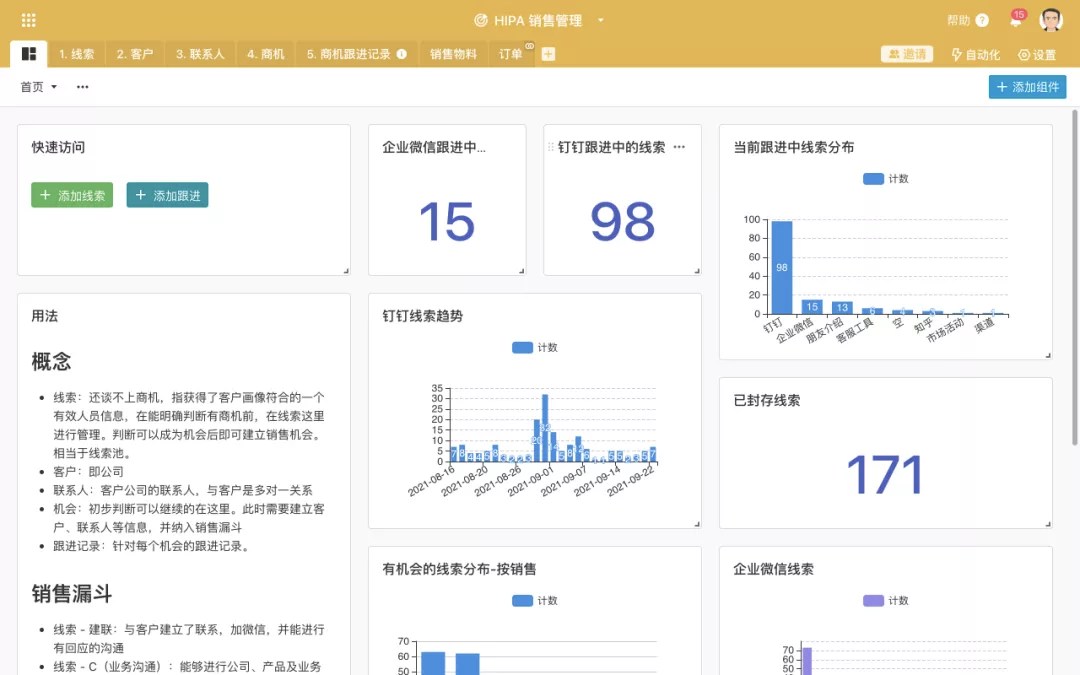 HIPA 销售管理
帮助
15
1. 线索
2. 客户
3. 联系人
4. 商机
5. 商机跟进记录
销售物料
订单
邀请
自动化
设置
首页
添加组件
快速访问
添加线索
添加跟进
企业微信跟进中...
15
钉钉跟进中的线索
98
当前跟进中线索分布
计数
100
80
60
40
20
0
98
15
13
钉钉
企业微信
朋友介绍
客服工具
空
知乎
市场活动
渠道
用法
概念
线索：还谈不上商机，指获得了客户画像符合的一个
有效人员信息，在能明确判断有商机前，在线索这里
进行管理。判断可以成为机会后即可建立销售机会。
相当于线索池。
客户：即公司
联系人：客户公司的联系人，与客户是多对一关系
机会：初步判断可以继续的在这里。此时需要建立客
户、联系人等信息，并纳入销售漏斗
跟进记录：针对每个机会的跟进记录。
销售漏斗
线索 - 建联：与客户建立了联系，加微信，并能进行
有回应的沟通
线索 - C（业务沟通）：能够进行公司、产品及业务
钉钉线索趋势
计数
35
30
25
20
15
10
5
0
2021-08-16
2021-08-20
2021-08-26
2021-09-01
2021-09-07
2021-09-14
2021-09-22
已封存线索
171
有机会的线索分布-按销售
计数
70
60
50
企业微信线索
计数
70
60
50